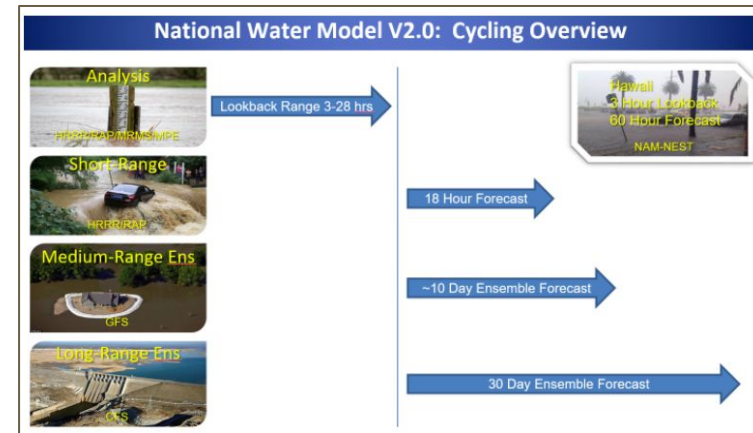 National Water Model V2.0: Cycling Overview
Analysis
HRRR/RAP/MRMS/MPE
Lookback Range 3-28 hrs
Hawaii
3 Hour Lookback
60 Hour Forecast
NAM-NEST
Short-Range
HRRR/RAP
18 Hour Forecast
Medium-Range Ens
GFS
~10 Day Ensemble Forecast
Long-Range Ens
CFS
30 Day Ensemble Forecast